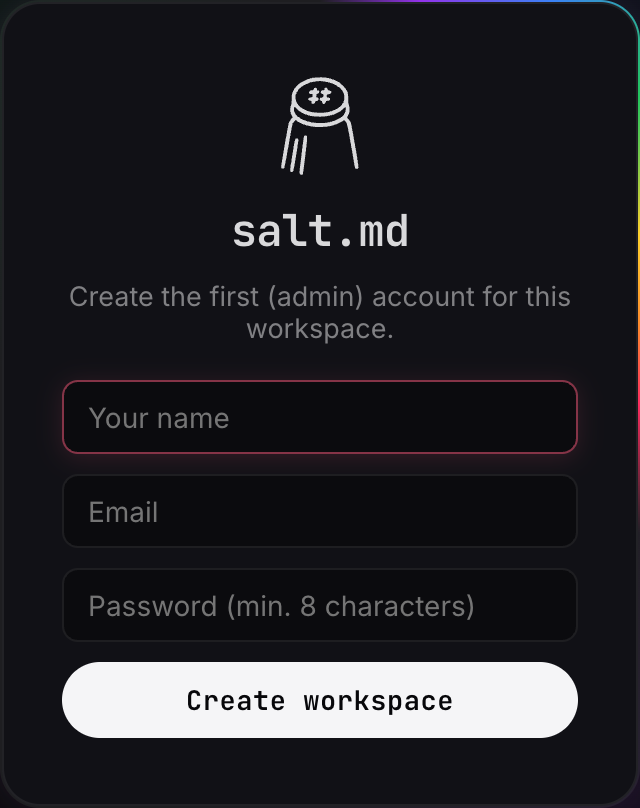 salt.md
Create the first (admin) account for this
workspace.
Your name
Email
Password (min. 8 characters)
Create workspace